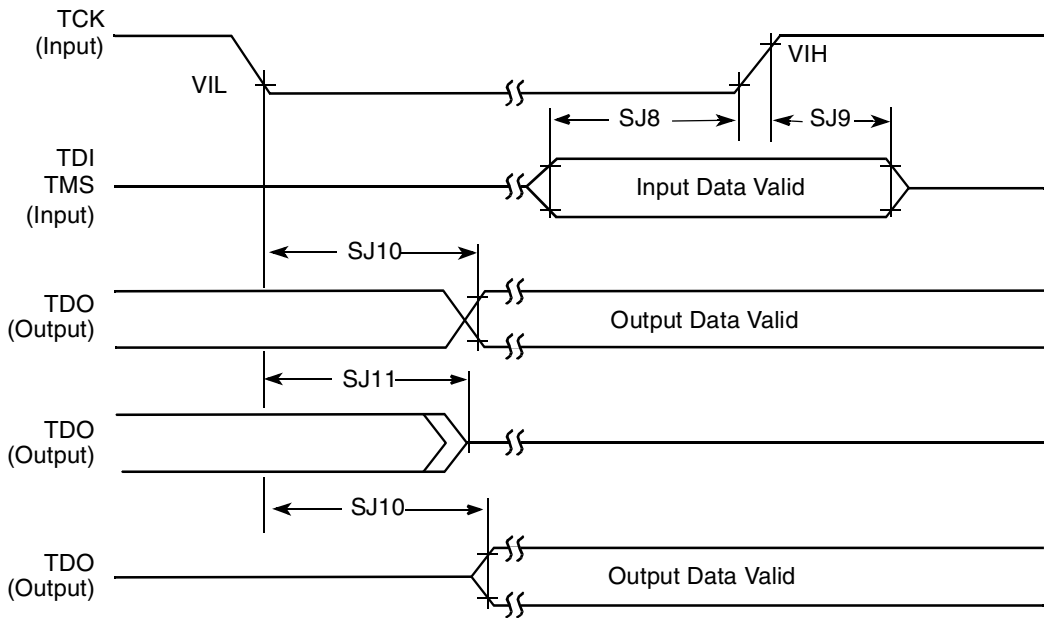 TCK
(Input)
VIL
VIH
SJ8
SJ9
TDI
TMS
(Input)
Input Data Valid
SJ10
TDO
(Output)
Output Data Valid
SJ11
TDO
(Output)
SJ10
TDO
(Output)
Output Data Valid